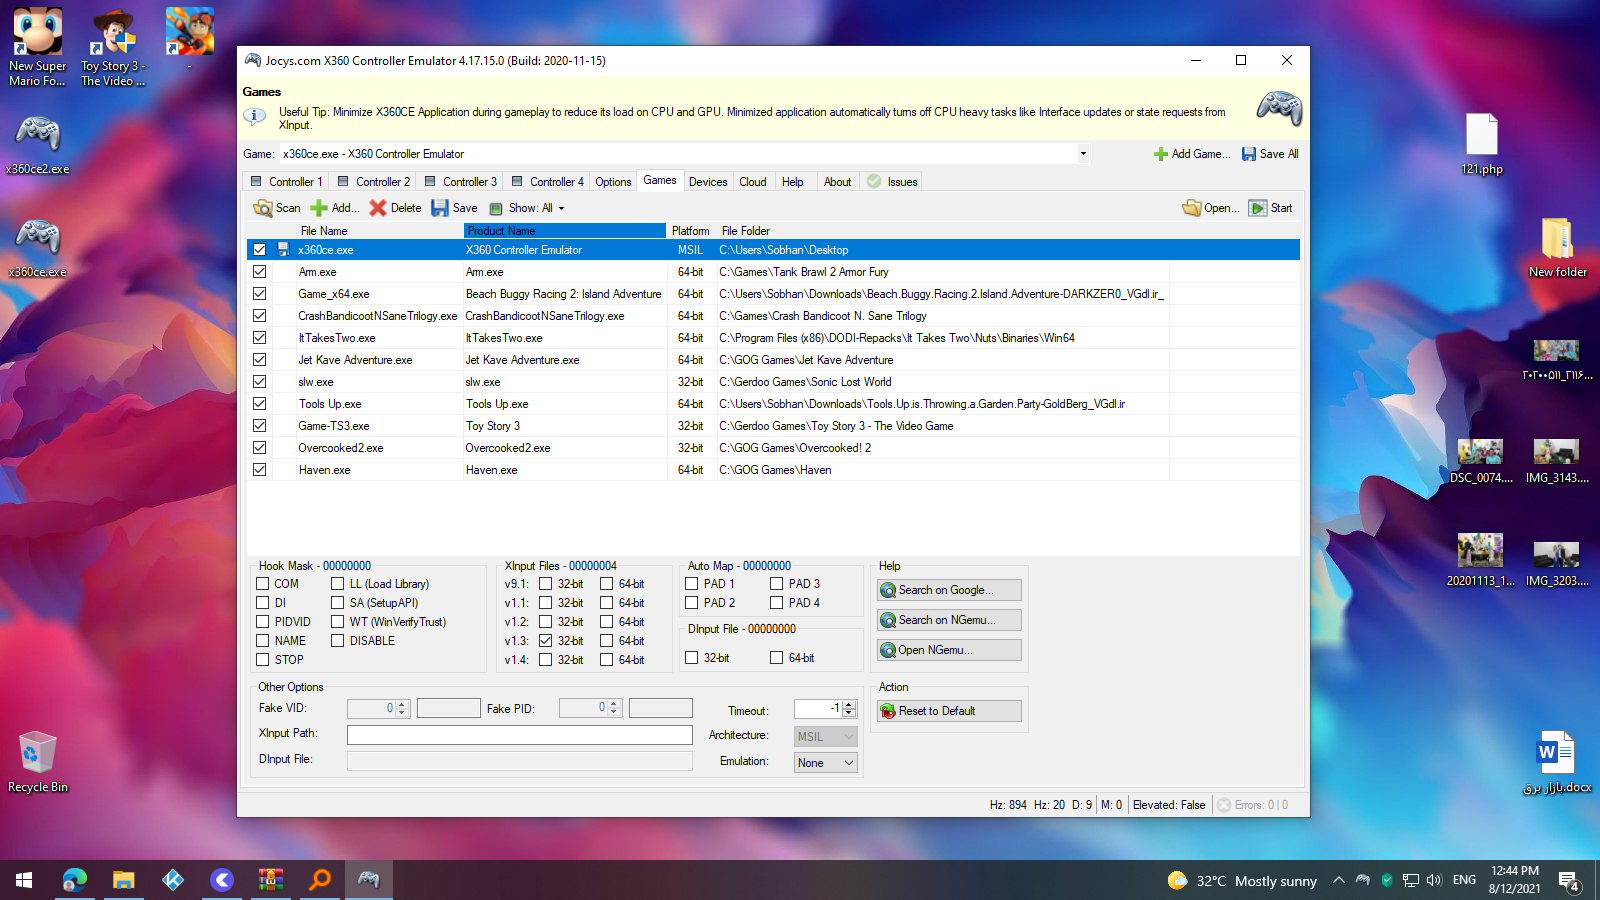 New Super
Mario Fo...
Toy Story 3 -
The Video ...
-
x360ce2.exe
x360ce.exe
Recycle Bin
Jocys.com X360 Controller Emulator 4.17.15.0 (Build: 2020-11-15)
Games
Useful Tip: Minimize X360CE Application during gameplay to reduce its load on CPU and GPU. Minimized application automatically turns off CPU heavy tasks like Interface updates or state requests from
XInput.
Game: x360ce.exe - X360 Controller Emulator
Add Game... Save All
Controller 1 Controller 2 Controller 3 Controller 4 Options Games Devices Cloud Help About Issues
Scan Add... Delete Save Show: All Open... Start
File Name Product Name Platform File Folder
x360ce.exe X360 Controller Emulator MSIL C:\Users\Sobhan\Desktop
Arm.exe Arm.exe 64-bit C:\Games\Tank Brawl 2 Armor Fury
Game_x64.exe Beach Buggy Racing 2: Island Adventure 64-bit C:\Users\Sobhan\Downloads\Beach.Buggy.Racing.2.Island.Adventure-DARKZER0_VGdl.ir_
CrashBandicootNSaneTrilogy.exe CrashBandicootNSaneTrilogy.exe 64-bit C:\Games\Crash Bandicoot N. Sane Trilogy
ItTakesTwo.exe ItTakesTwo.exe 64-bit C:\Program Files (x86)\DODI-Repacks\It Takes Two\Nuts\Binaries\Win64
Jet Kave Adventure.exe Jet Kave Adventure.exe 64-bit C:\GOG Games\Jet Kave Adventure
slw.exe slw.exe 32-bit C:\Gerdoo Games\Sonic Lost World
Tools Up.exe Tools Up.exe 64-bit C:\Users\Sobhan\Downloads\Tools.Up.is.Throwing.a.Garden.Party-GoldBerg_VGdl.ir
Game-TS3.exe Toy Story 3 32-bit C:\Gerdoo Games\Toy Story 3 - The Video Game
Overcooked2.exe Overcooked2.exe 32-bit C:\GOG Games\Overcooked! 2
Haven.exe Haven.exe 64-bit C:\GOG Games\Haven
Hook Mask - 00000000
COM LL (Load Library)
DI SA (SetupAPI)
PIDVID WT (WinVerifyTrust)
NAME DISABLE
STOP
XInput Files - 00000004
v9.1: 32-bit 64-bit
v1.1: 32-bit 64-bit
v1.2: 32-bit 64-bit
v1.3: 32-bit 64-bit
v1.4: 32-bit 64-bit
Auto Map - 00000000
PAD 1 PAD 3
PAD 2 PAD 4
DInput File - 00000000
32-bit 64-bit
Help
Search on Google...
Search on NGemu...
Open NGemu...
Other Options
Fake VID: 0 Fake PID: 0 Timeout: -1
XInput Path: Architecture: MSIL
DInput File: Emulation: None
Action
Reset to Default
Hz: 894 Hz: 20 D: 9 M: 0 Elevated: False Errors: 0 | 0
121.php
New folder
DSC_0074....
IMG_3143....
20201113_1...
IMG_3203....
بازار برق.docx
32°C Mostly sunny
ENG
12:44 PM
8/12/2021
4